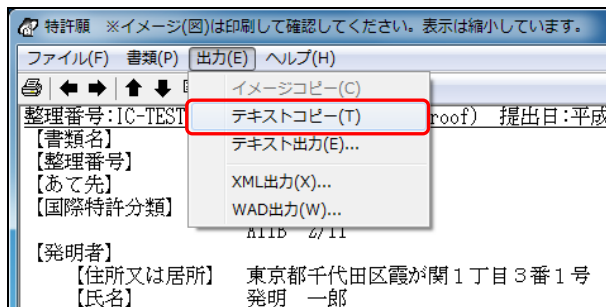 特許願 ※イメージ(図)は印刷して確認してください。表示は縮小しています。
ファイル(F) 書類(P) 出力(E) ヘルプ(H)
イメージコピー(C)
整理番号:IC-TEST テキストコピー(T) roof) 提出日:平成
【書類名】 テキスト出力(E)...
【整理番号】
【あて先】 XML出力(X)...
【国際特許分類】 WAD出力(W)...
A11B 2/11
【発明者】
【住所又は居所】 東京都千代田区霞が関1丁目3番1号
【氏名】 発明 一郎